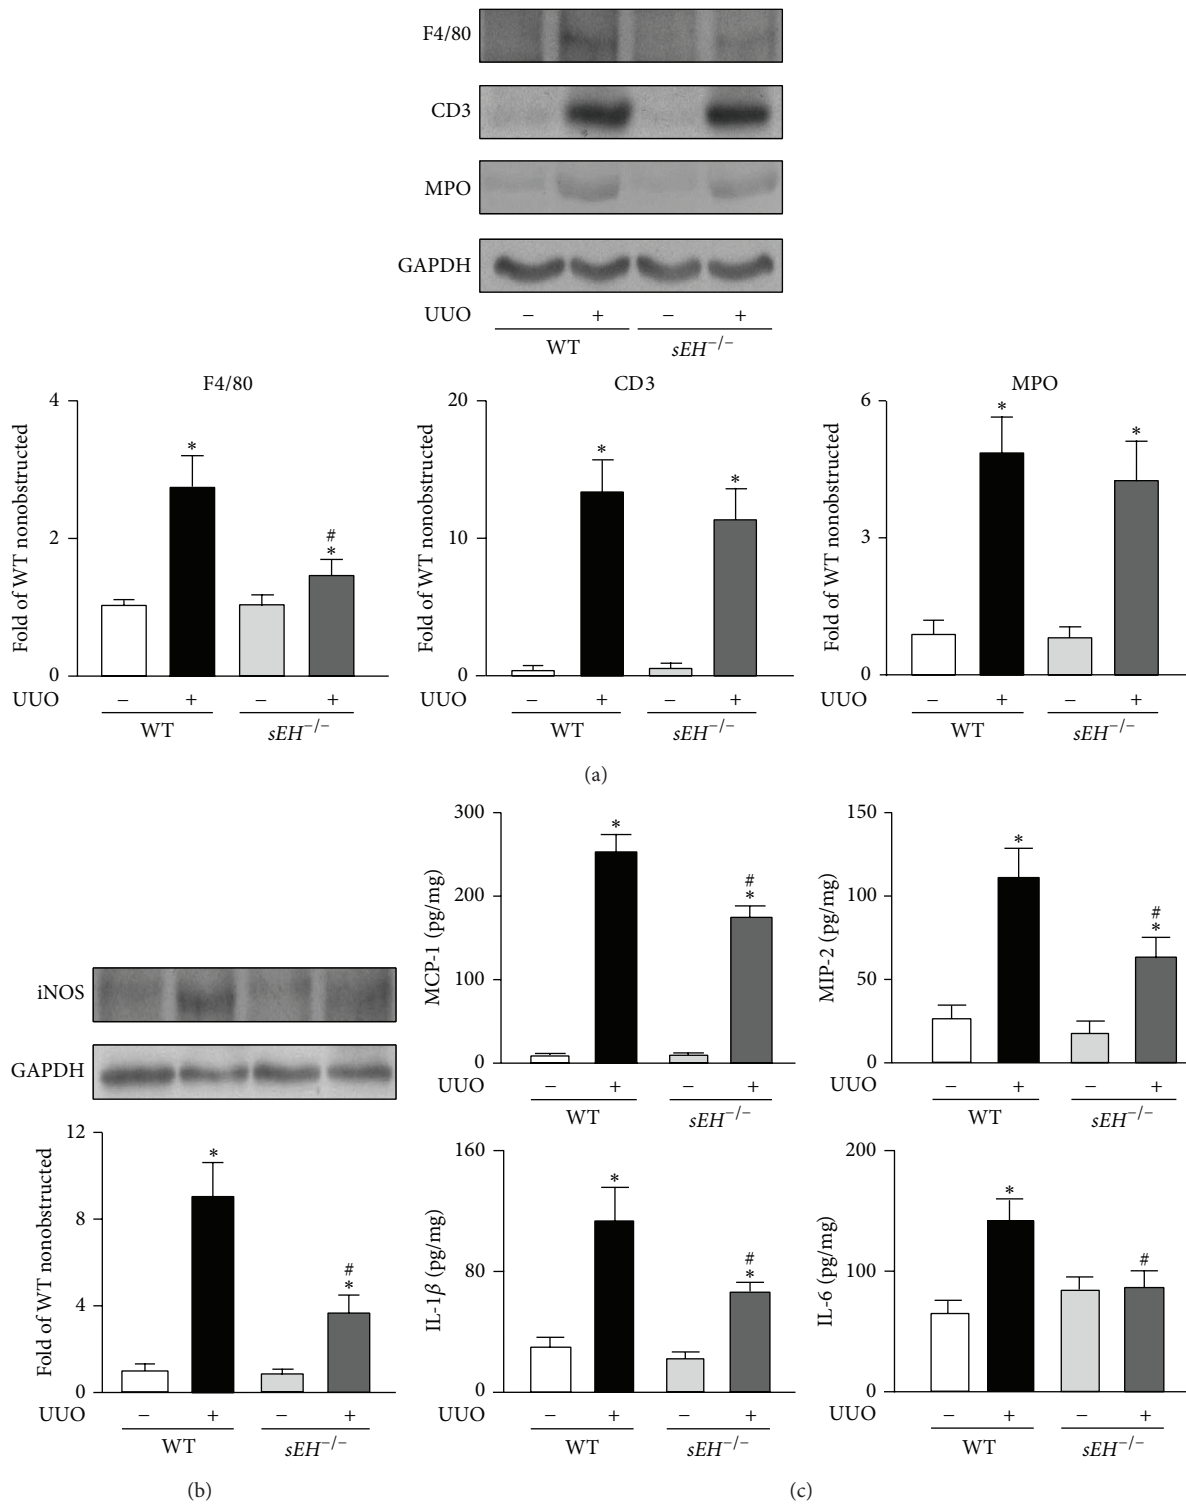 F4/80
CD3
MPO
GAPDH
UUO − + − +
WT sEH−/−
F4/80
Fold of WT nonobstructed
4
2
0
*
#
*
UUO − + − +
WT sEH−/−
CD3
Fold of WT nonobstructed
20
10
0
*
*
UUO − + − +
WT sEH−/−
MPO
Fold of WT nonobstructed
6
3
0
*
*
UUO − + − +
WT sEH−/−
(a)
iNOS
GAPDH
Fold of WT nonobstructed
12
8
4
0
*
#
*
UUO − + − +
WT sEH−/−
(b)
MCP-1 (pg/mg)
300
200
100
0
*
#
*
UUO − + − +
WT sEH−/−
MIP-2 (pg/mg)
150
100
50
0
*
#
*
UUO − + − +
WT sEH−/−
IL-1β (pg/mg)
160
80
0
*
#
*
UUO − + − +
WT sEH−/−
IL-6 (pg/mg)
200
100
0
*
#
UUO − + − +
WT sEH−/−
(c)